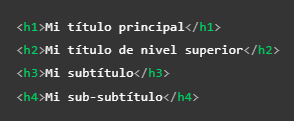 <h1>Mi título principal</h1>
<h2>Mi título de nivel superior</h2>
<h3>Mi subtítulo</h3>
<h4>Mi sub-subtítulo</h4>